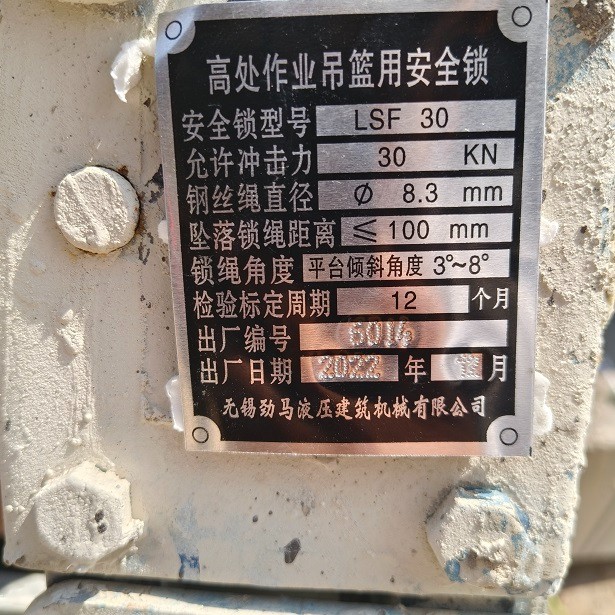 高处作业吊篮用安全锁
安全锁型号 LSF 30
允许冲击力 30 KN
钢丝绳直径 Ø 8.3 mm
坠落锁绳距离 ≤100 mm
锁绳角度 平台倾斜角度 3°~8°
检验标定周期 12 个月
出厂编号
出厂日期 2022 年 月
无锡劲马液压建筑机械有限公司